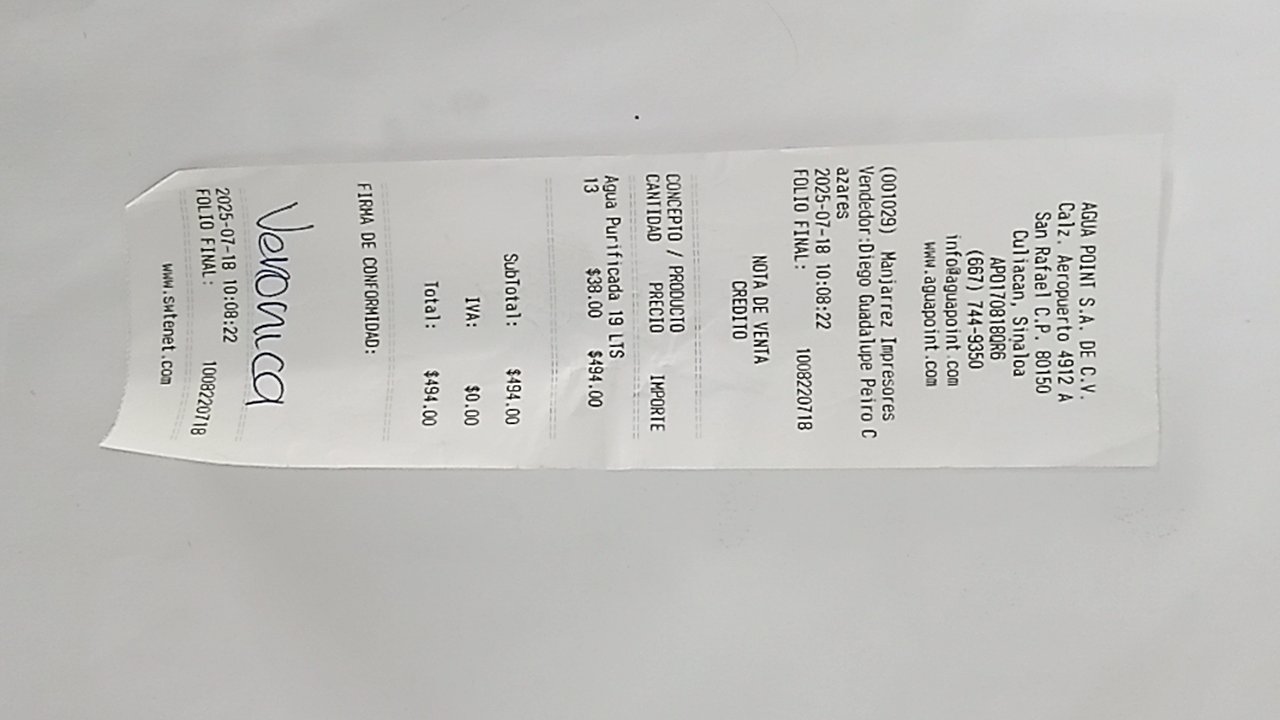 AGUA POINT S.A. DE C.V.
Calz. Aeropuerto 4912 A
San Rafael C.P. 80150
Culiacan, Sinaloa
APO1708180R6
(667) 744-9350
info@aguapoint.com
www.aguapoint.com
(001029) Manjarrez Impresores
Vendedor:Diego Guadalupe Peiro C
azares
2025-07-18 10:08:22
FOLIO FINAL: 1008220718
NOTA DE VENTA
CREDITO
CONCEPTO / PRODUCTO
CANTIDAD PRECIO IMPORTE
Agua Purificada 19 LTS
13 $38.00 $494.00
SubTotal: $494.00
IVA: $0.00
Total: $494.00
FIRMA DE CONFORMIDAD:
Veronica
2025-07-18 10:08:22
FOLIO FINAL: 1008220718
www.swtenet.com